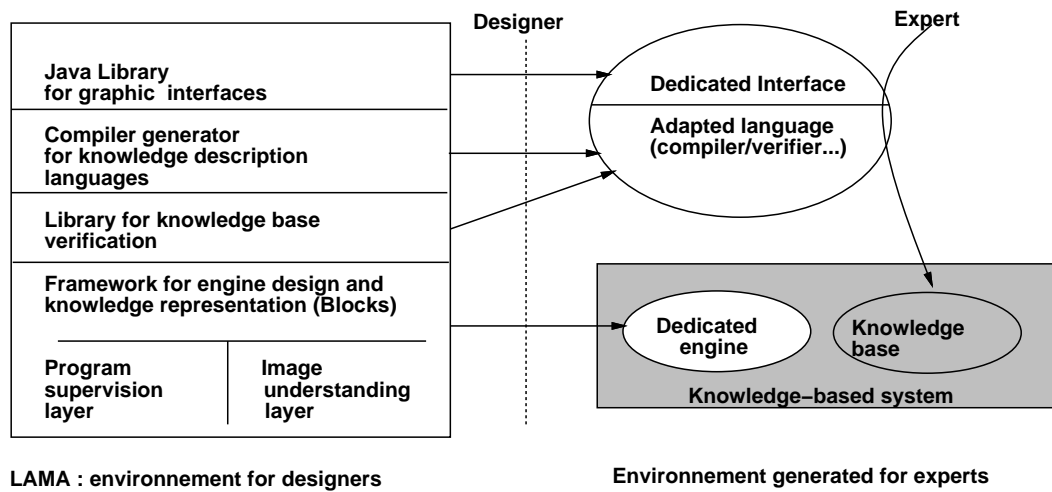 Designer
Expert
Java Library
for graphic interfaces
Compiler generator
for knowledge description
languages
Library for knowledge base
verification
Framework for engine design and
knowledge representation (Blocks)
Program
supervision
layer
Image
understanding
layer
Dedicated Interface
Adapted language
(compiler/verifier...)
Dedicated
engine
Knowledge
base
Knowledge−based system
LAMA : environnement for designers
Environnement generated for experts